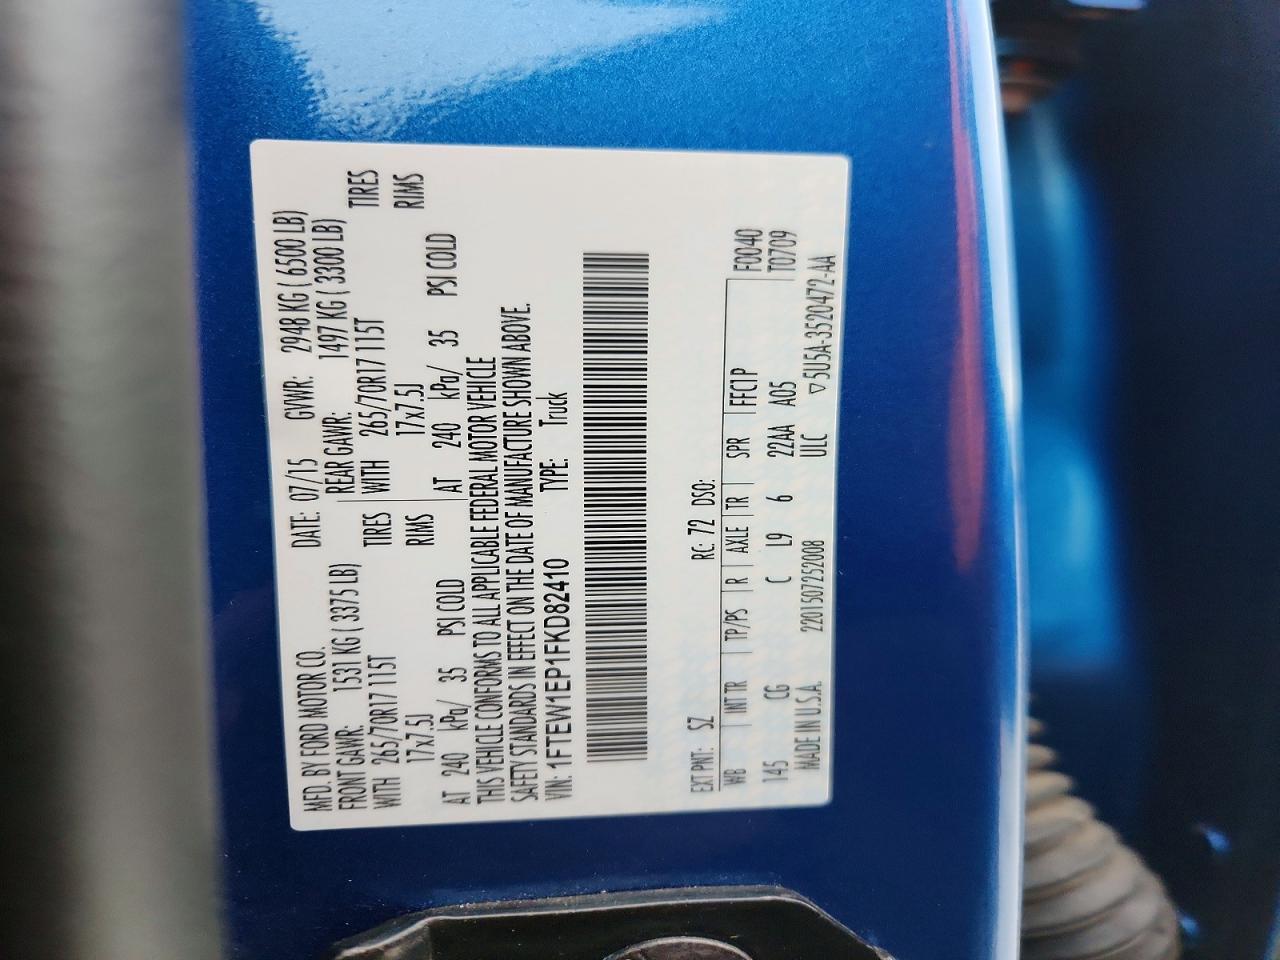 MFD. BY FORD MOTOR CO. DATE: 07/15 GVWR: 2948 KG ( 6500 LB)
FRONT GAWR: 1531 KG ( 3375 LB) REAR GAWR: 1497 KG ( 3300 LB)
WITH 265/70R17 115T TIRES WITH 265/70R17 115T TIRES
17x7.5J RIMS 17x7.5J RIMS
AT 240 kPa/ 35 PSI COLD AT 240 kPa/ 35 PSI COLD
THIS VEHICLE CONFORMS TO ALL APPLICABLE FEDERAL MOTOR VEHICLE
SAFETY STANDARDS IN EFFECT ON THE DATE OF MANUFACTURE SHOWN ABOVE.
VIN: 1FTEW1EP1FKD82410 TYPE: Truck
EXT PNT: SZ RC: 72 DSO:
WB INT TR TP/PS R AXLE TR SPR FFC1P F0040
145 CG C L9 6 22AA A05 T0709
MADE IN U.S.A. 2201507252008 ULC ▽5U5A-3520472-AA